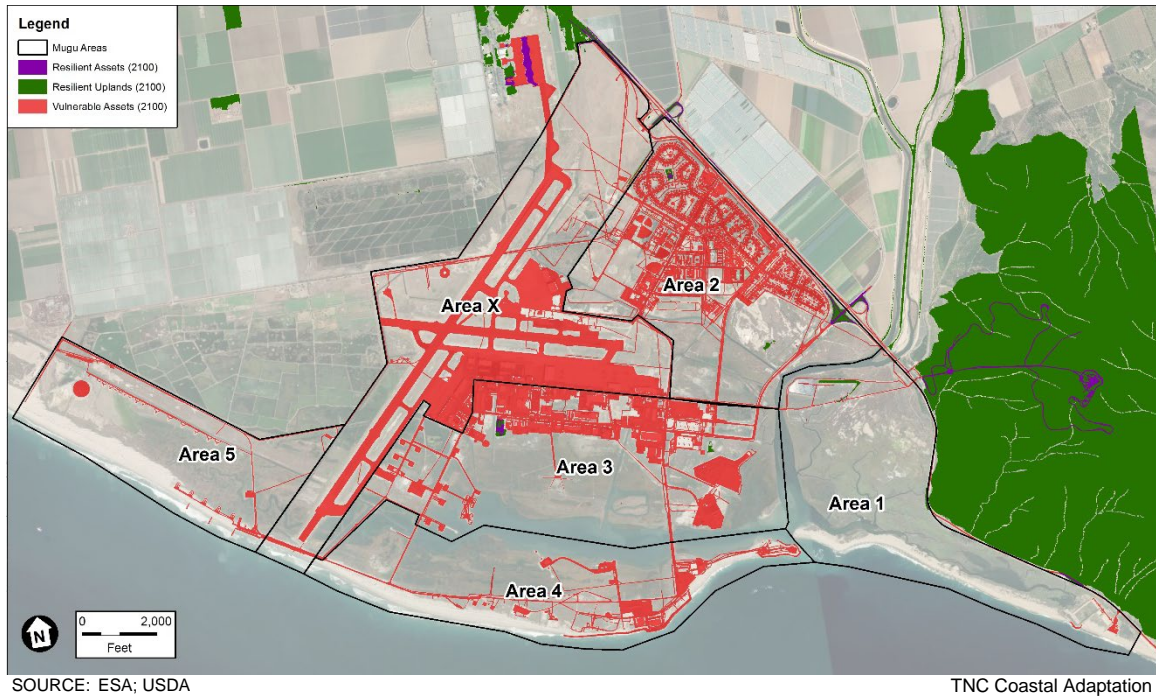 Legend
Mugu Areas
Resilient Assets (2100)
Resilient Uplands (2100)
Vulnerable Assets (2100)
Area X
Area 2
Area 5
Area 3
Area 1
Area 4
N
0 2,000
Feet
SOURCE: ESA; USDA
TNC Coastal Adaptation